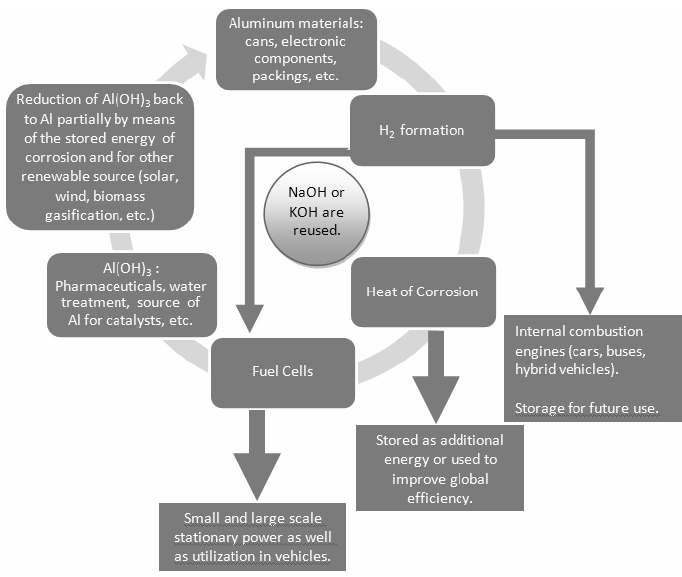 Aluminum materials:
cans, electronic
components,
packings, etc.
H₂ formation
NaOH or
KOH are
reused.
Heat of Corrosion
Internal combustion
engines (cars, buses,
hybrid vehicles).
Storage for future use.
Stored as additional
energy or used to
improve global
efficiency.
Fuel Cells
Small and large scale
stationary power as well
as utilization in vehicles.
Al(OH)₃ :
Pharmaceuticals, water
treatment, source of
Al for catalysts, etc.
Reduction of Al(OH)₃ back
to Al partially by means
of the stored energy of
corrosion and for other
renewable source (solar,
wind, biomass
gasification, etc.)